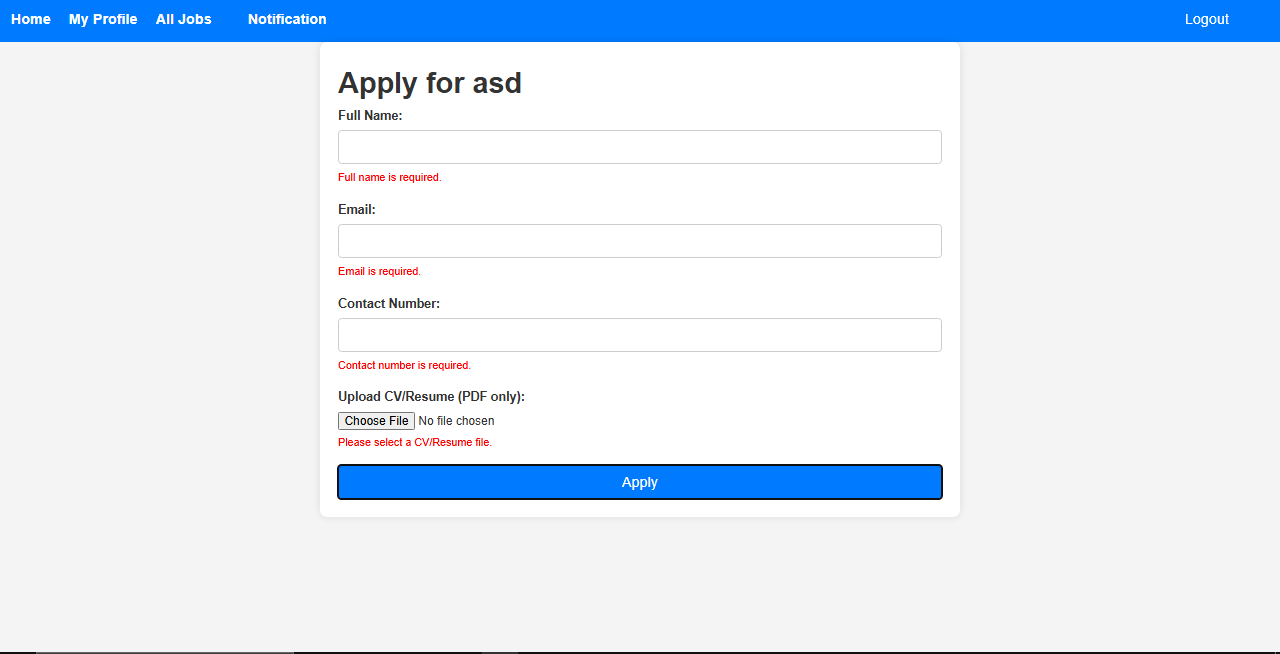 Home My Profile All Jobs Notification Logout
Apply for asd
Full Name:
Full name is required.
Email:
Email is required.
Contact Number:
Contact number is required.
Upload CV/Resume (PDF only):
Choose File No file chosen
Please select a CV/Resume file.
Apply